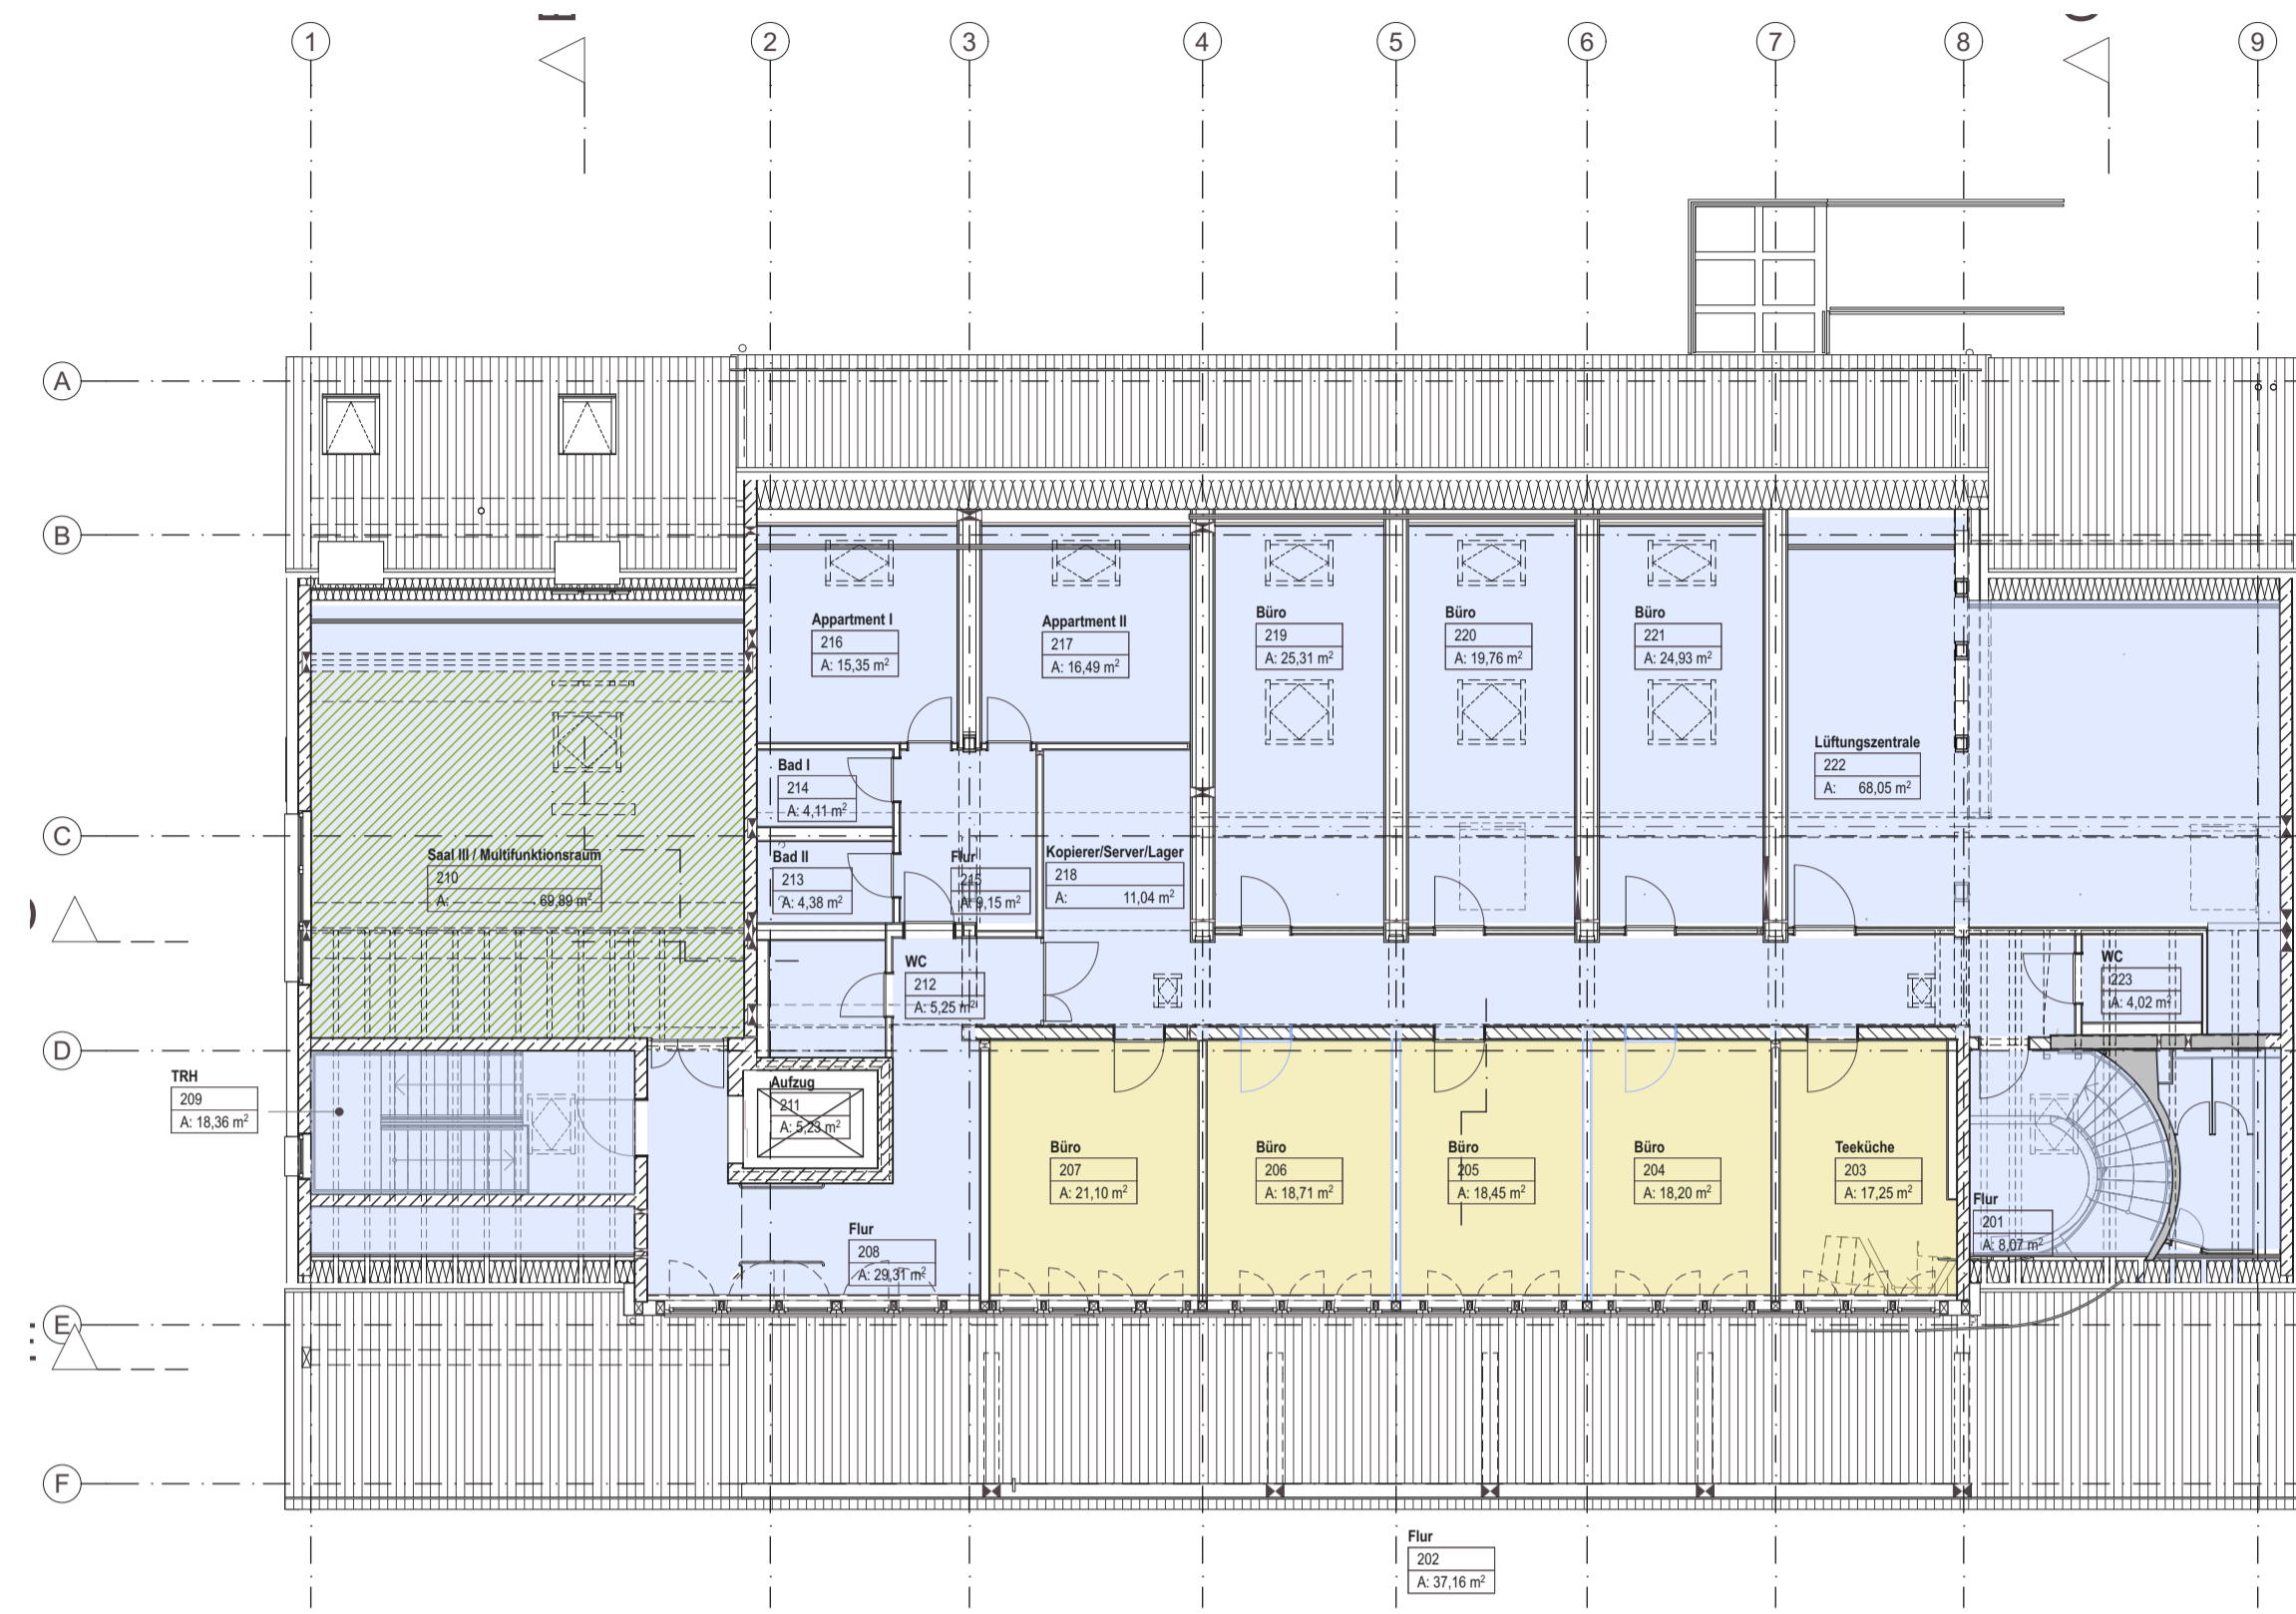 1 2 3 4 5 6 7 8 9
A
B
C
D
E
F
Appartment I
216
A: 15,35 m²
Appartment II
217
A: 16,49 m²
Büro
219
A: 25,31 m²
Büro
220
A: 19,76 m²
Büro
221
A: 24,93 m²
Lüftungszentrale
222
A: 68,05 m²
Bad I
214
A: 4,11 m²
Saal III / Multifunktionsraum
210
A: 69,89 m²
Bad II
213
A: 4,38 m²
Flur
215
A: 9,15 m²
Kopierer/Server/Lager
218
A: 11,04 m²
WC
212
A: 5,25 m²
WC
223
A: 4,02 m²
TRH
209
A: 18,36 m²
Aufzug
211
A: 5,23 m²
Büro
207
A: 21,10 m²
Büro
206
A: 18,71 m²
Büro
205
A: 18,45 m²
Büro
204
A: 18,20 m²
Teeküche
203
A: 17,25 m²
Flur
201
A: 8,07 m²
Flur
208
A: 29,31 m²
Flur
202
A: 37,16 m²